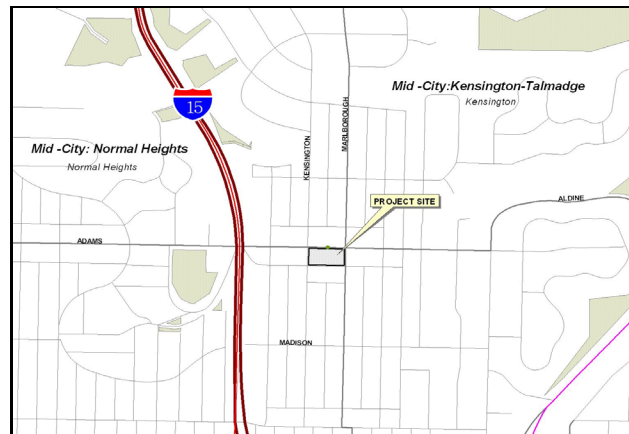 Mid -City:Kensington-Talmadge
Kensington
15
MARLBOROUGH
KENSINGTON
Mid -City: Normal Heights
Normal Heights
PROJECT SITE
ALDINE
ADAMS
MADISON